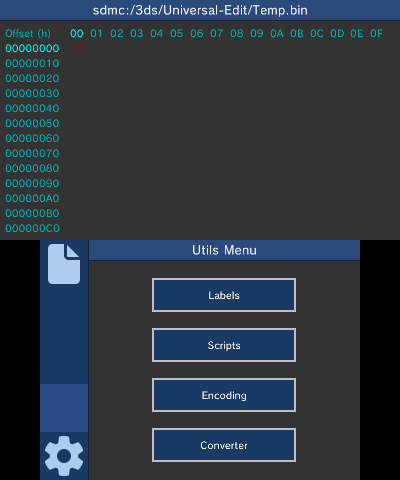 sdmc:/3ds/Universal-Edit/Temp.bin
Offset (h) 00 01 02 03 04 05 06 07 08 09 0A 0B 0C 0D 0E 0F
00000000
00000010
00000020
00000030
00000040
00000050
00000060
00000070
00000080
00000090
000000A0
000000B0
000000C0
Utils Menu
Labels
Scripts
Encoding
Converter